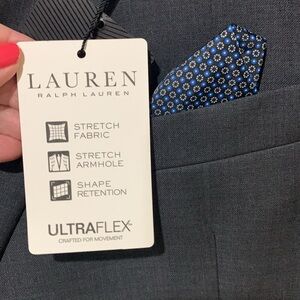 LAUREN
RALPH LAUREN
STRETCH
FABRIC
STRETCH
ARMHOLE
SHAPE
RETENTION
ULTRAFLEX
CRAFTED FOR MOVEMENT